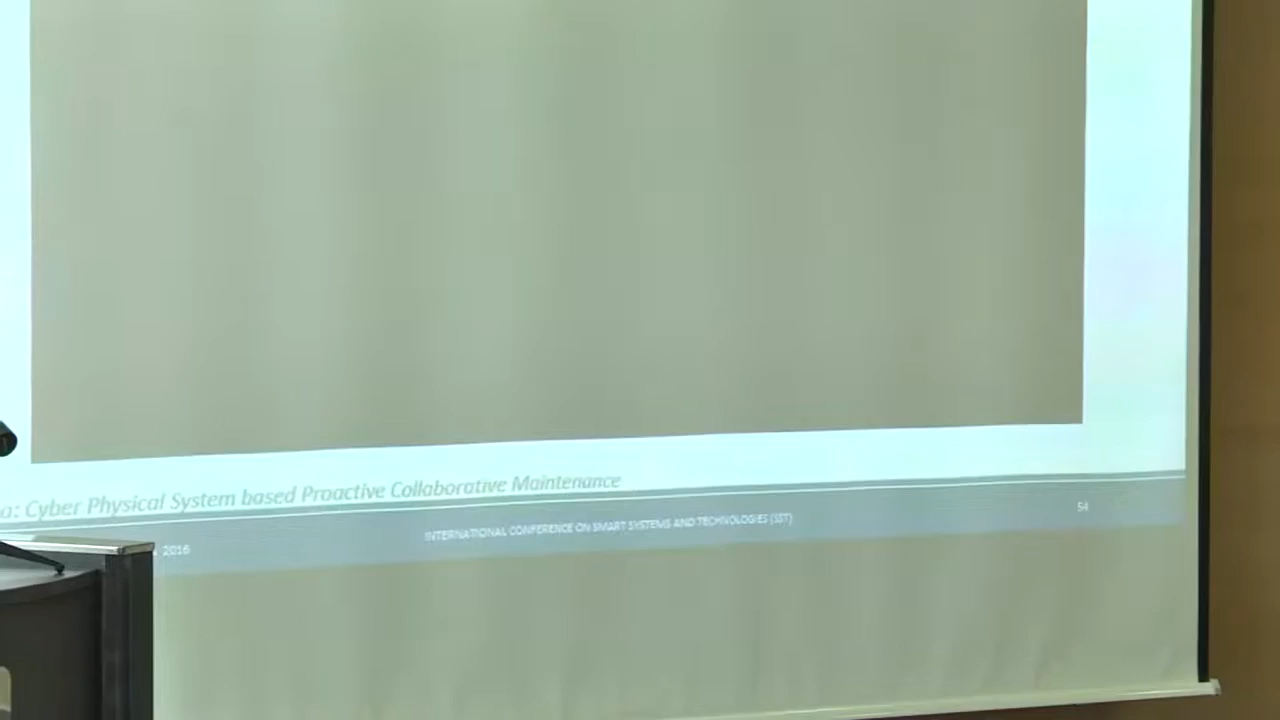 a: Cyber Physical System based Proactive Collaborative Maintenance
2016
INTERNATIONAL CONFERENCE ON SMART SYSTEMS AND TECHNOLOGIES (SST)
54